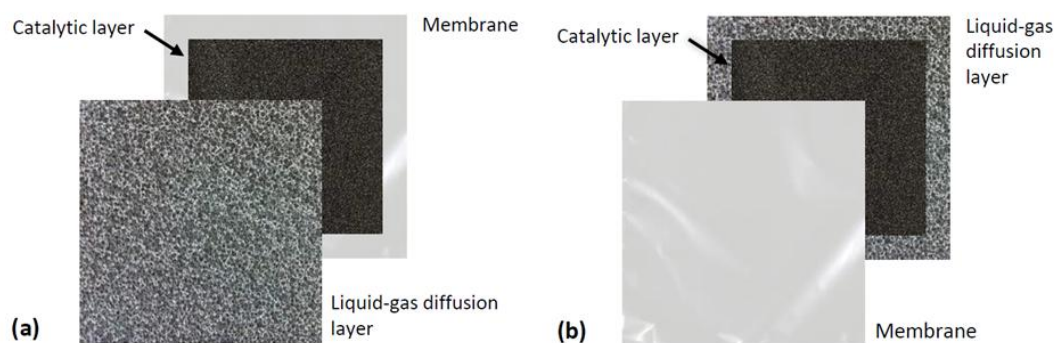 Catalytic layer
Membrane
Liquid-gas diffusion
layer
(a)
Catalytic layer
Liquid-gas
diffusion
layer
Membrane
(b)